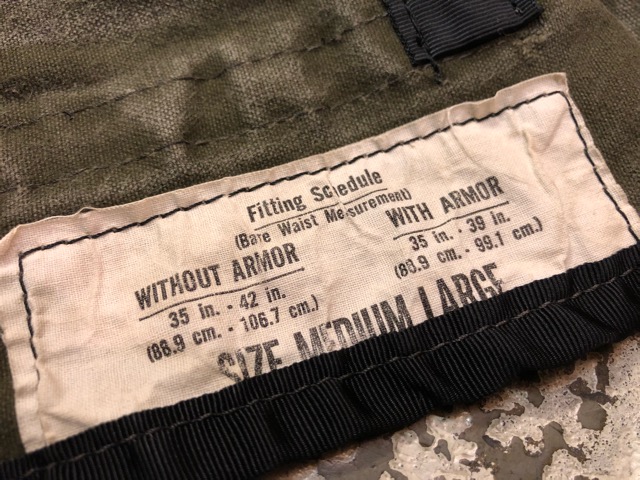 Fitting Schedule
(Bare Waist Measurement)
WITHOUT ARMOR
35 in. - 42 in.
(88.9 cm. - 106.7 cm.)
WITH ARMOR
35 in. - 39 in.
(88.9 cm. - 99.1 cm.)
SIZE MEDIUM LARGE